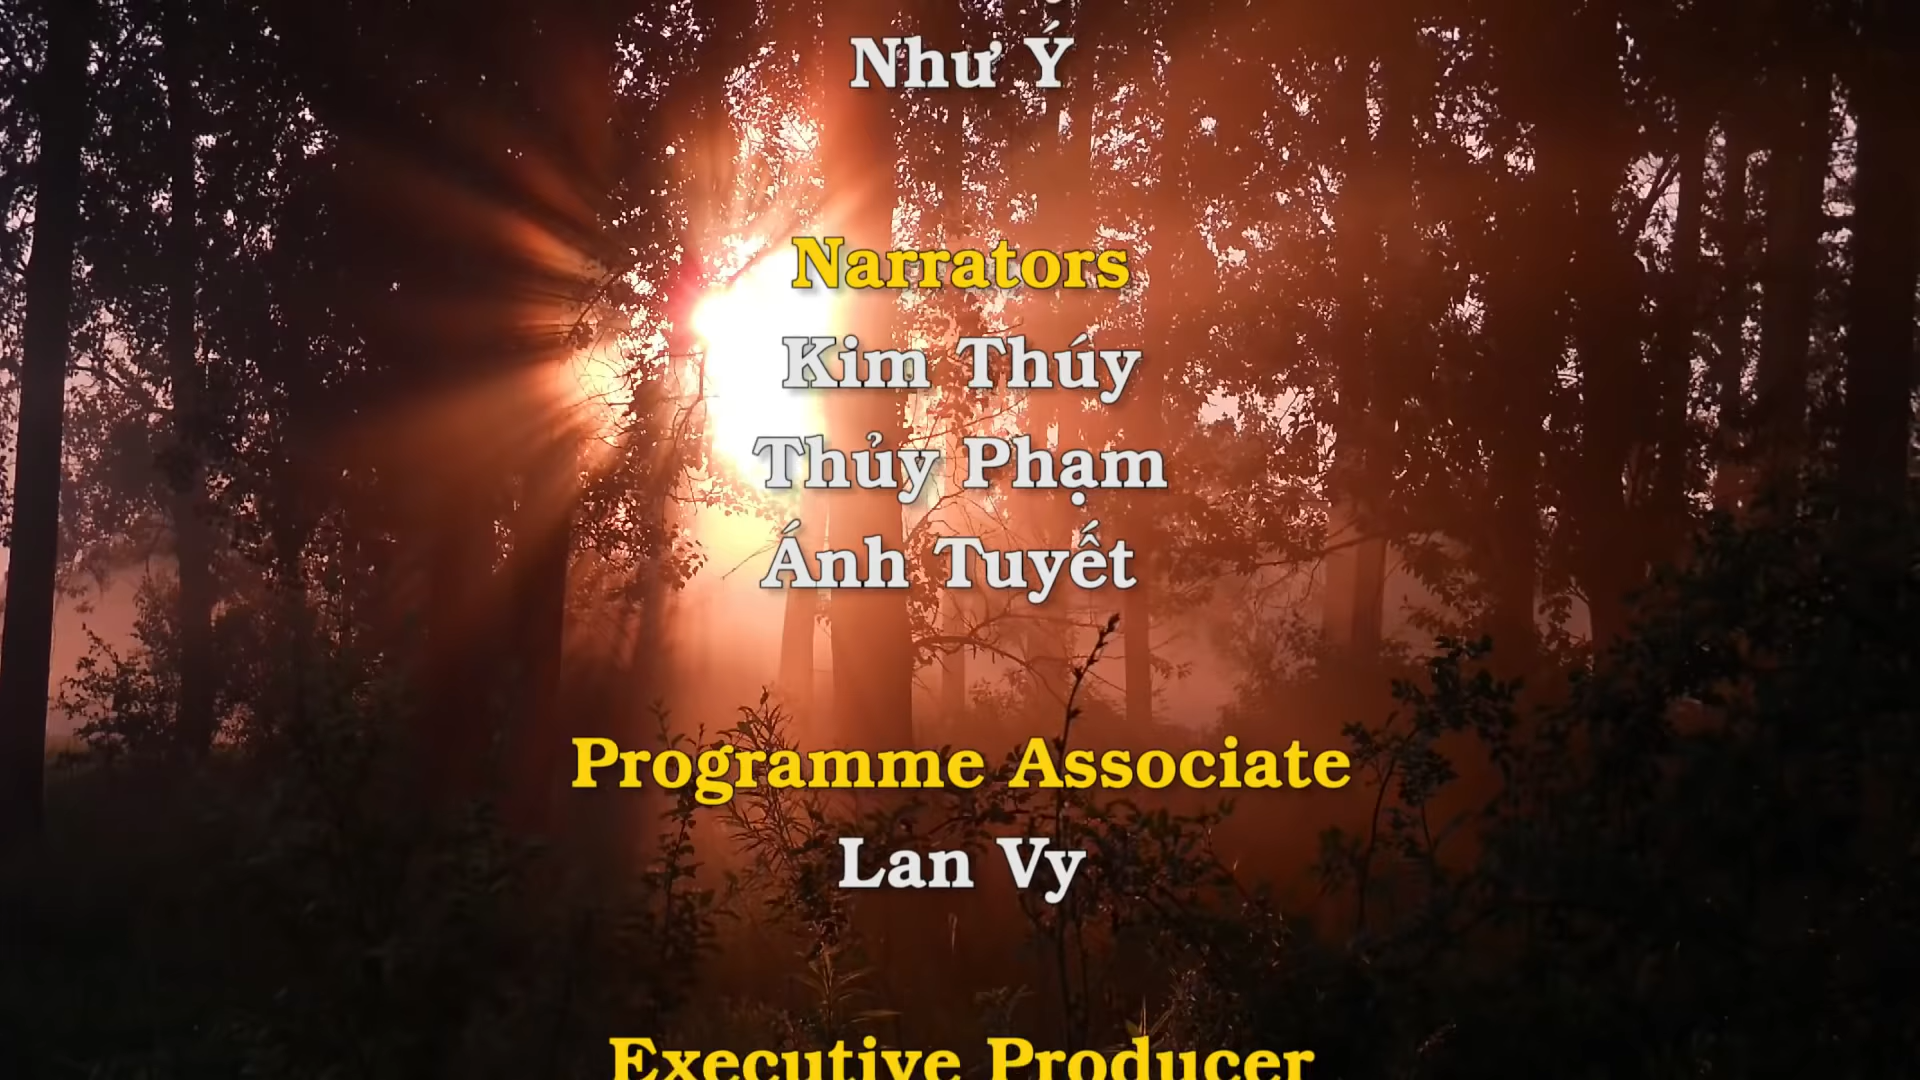 Như Ý
Narrators
Kim Thúy
Thủy Phạm
Ánh Tuyết
Programme Associate
Lan Vy
Executive Producer